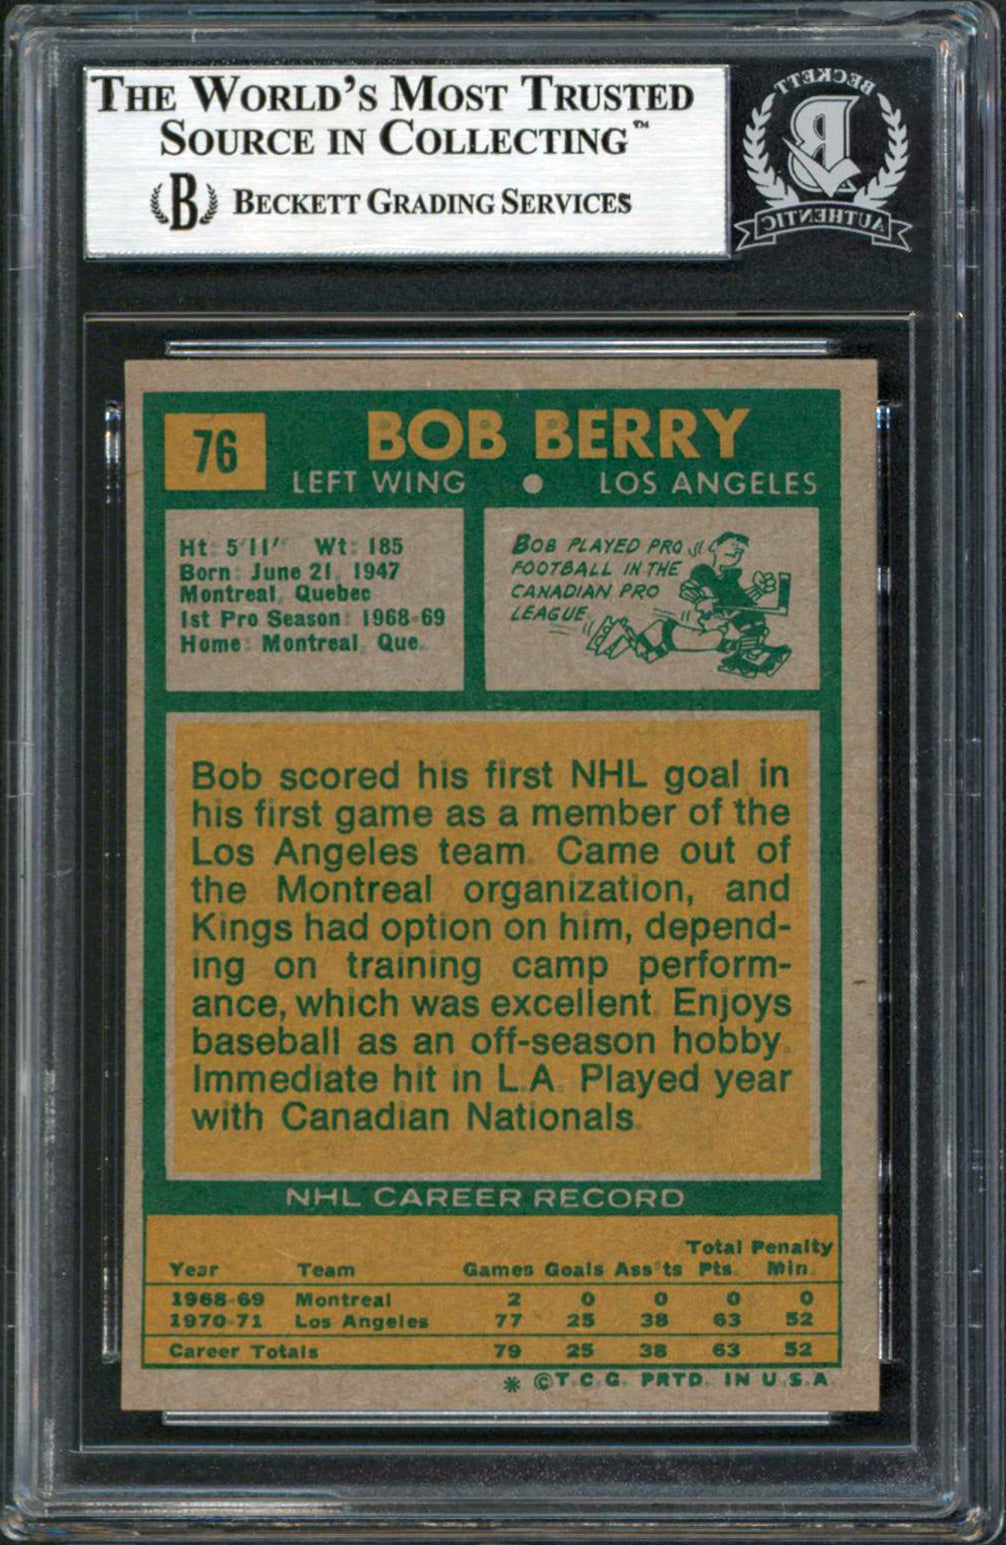 THE WORLD'S MOST TRUSTED
SOURCE IN COLLECTING™
B BECKETT GRADING SERVICES
BECKETT
B
AUTHENTIC
76
BOB BERRY
LEFT WING • LOS ANGELES
Ht: 5'11" Wt: 185
Born: June 21, 1947
Montreal, Quebec
1st Pro Season: 1968-69
Home: Montreal, Que.
BOB PLAYED PRO
FOOTBALL IN THE
CANADIAN PRO
LEAGUE.
Bob scored his first NHL goal in
his first game as a member of the
Los Angeles team. Came out of
the Montreal organization, and
Kings had option on him, depend-
ing on training camp perform-
ance, which was excellent. Enjoys
baseball as an off-season hobby.
Immediate hit in L.A. Played year
with Canadian Nationals.
NHL CAREER RECORD
Total Penalty
Year Team Games Goals Ass'ts Pts. Min.
1968-69 Montreal 2 0 0 0 0
1970-71 Los Angeles 77 25 38 63 52
Career Totals 79 25 38 63 52
* ©T.C.G. PRTD. IN U.S.A.